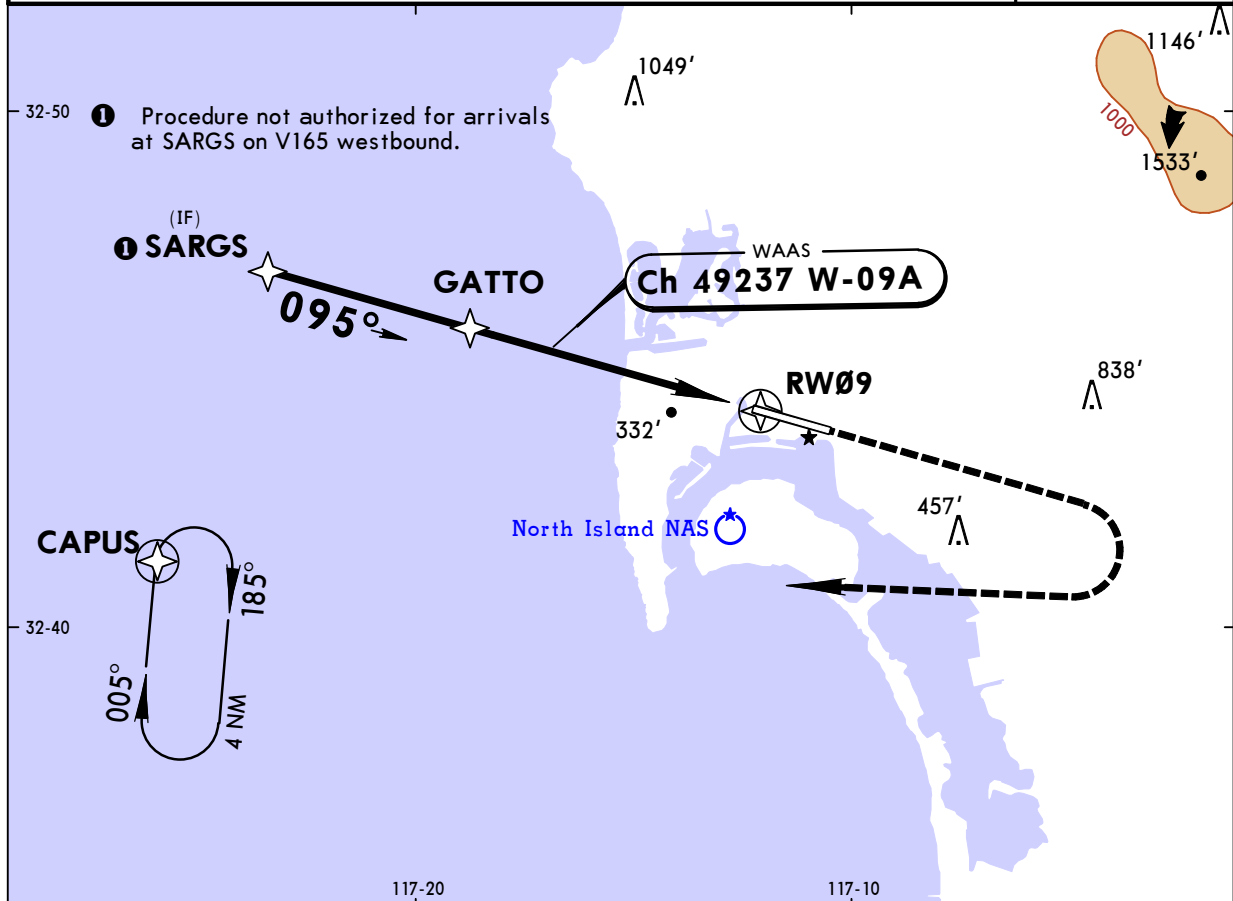 1146′
1049′
32-50
❶ Procedure not authorized for arrivals
at SARGS on V165 westbound.
1000
1533′
(IF)
❶ SARGS
WAAS
Ch 49237 W-09A
GATTO
095°
RWØ9
838′
332′
457′
North Island NAS
CAPUS
185°
32-40
005°
4 NM
117-20
117-10